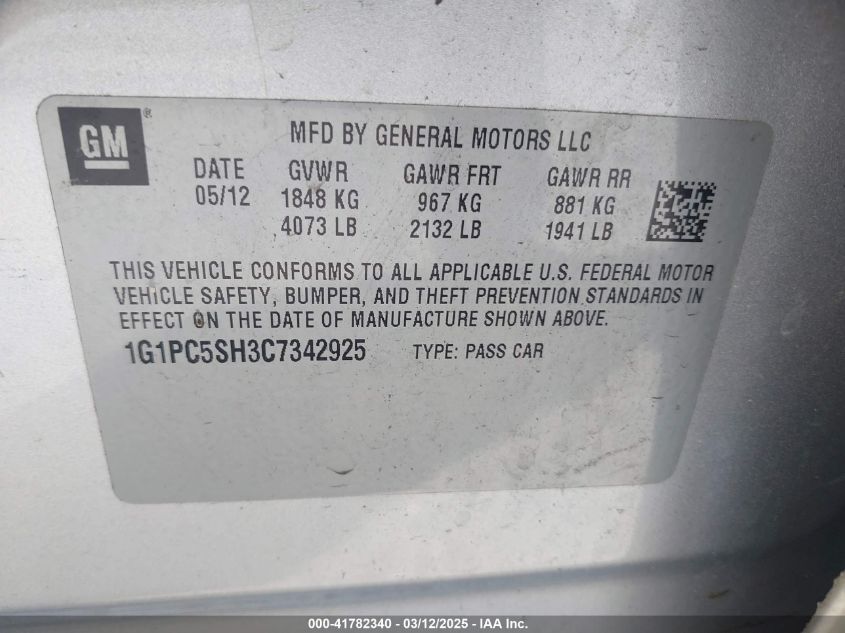 GM®
MFD BY GENERAL MOTORS LLC
DATE GVWR GAWR FRT GAWR RR
05/12 1848 KG 967 KG 881 KG
4073 LB 2132 LB 1941 LB
THIS VEHICLE CONFORMS TO ALL APPLICABLE U.S. FEDERAL MOTOR
VEHICLE SAFETY, BUMPER, AND THEFT PREVENTION STANDARDS IN
EFFECT ON THE DATE OF MANUFACTURE SHOWN ABOVE.
1G1PC5SH3C7342925 TYPE: PASS CAR
000-41782340 - 03/12/2025 - IAA Inc.